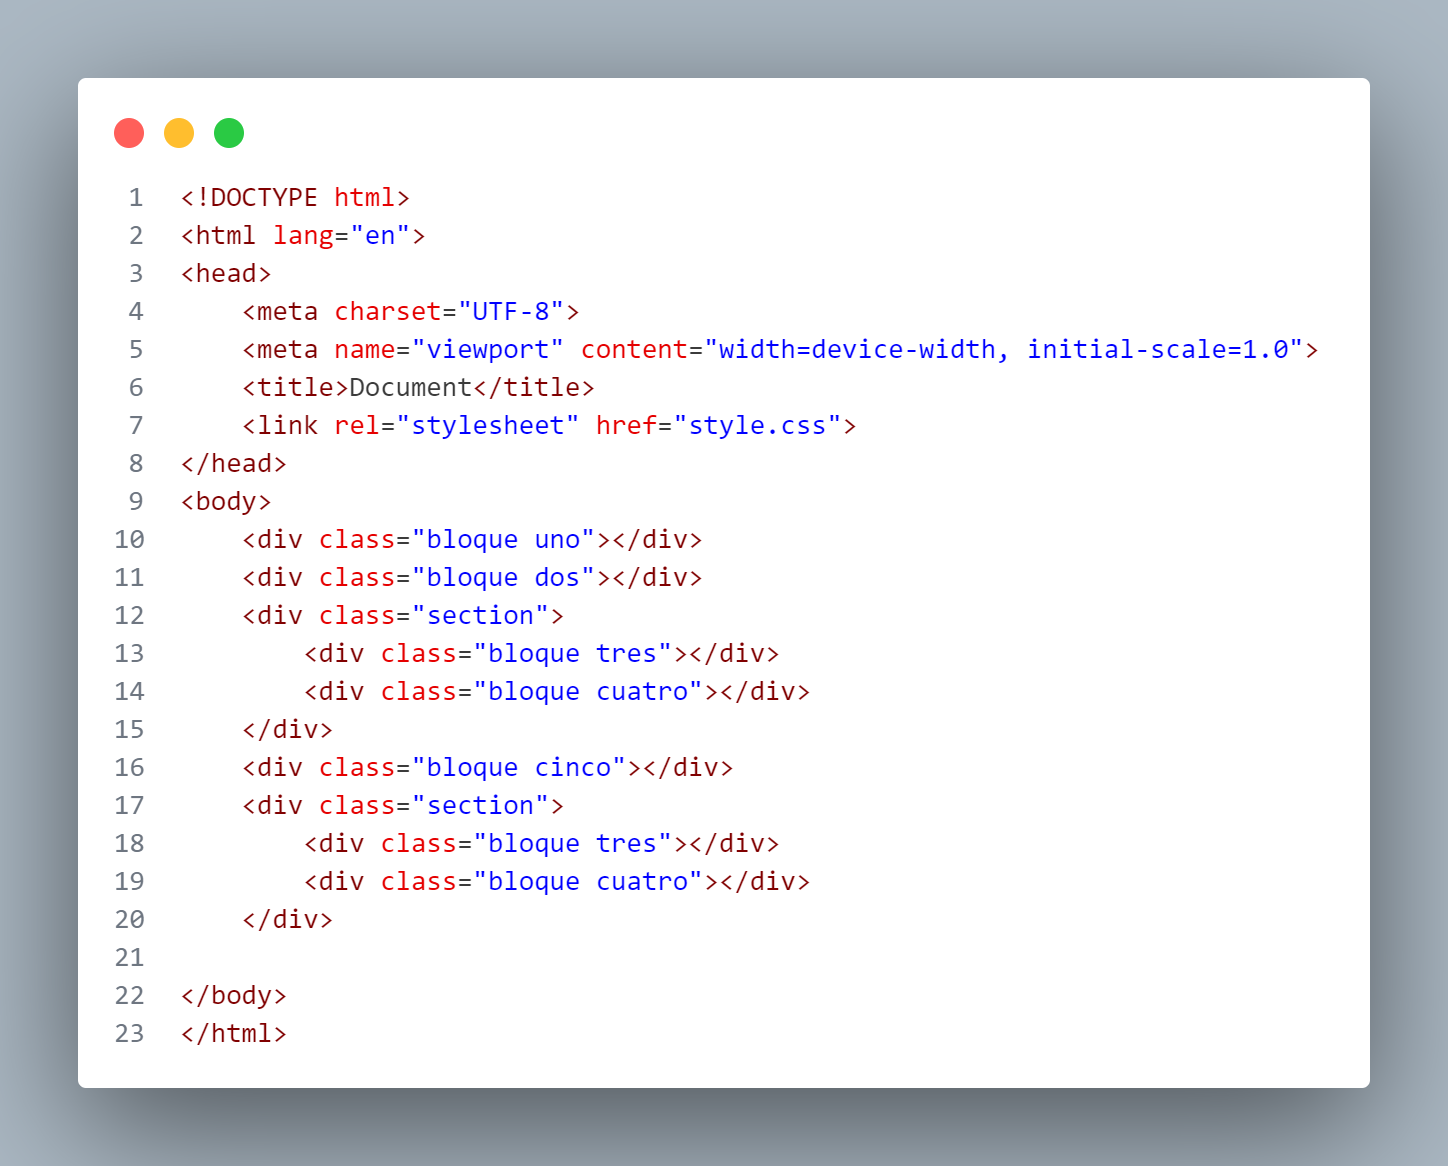 1 <!DOCTYPE html>
2 <html lang="en">
3 <head>
4     <meta charset="UTF-8">
5     <meta name="viewport" content="width=device-width, initial-scale=1.0">
6     <title>Document</title>
7     <link rel="stylesheet" href="style.css">
8 </head>
9 <body>
10     <div class="bloque uno"></div>
11     <div class="bloque dos"></div>
12     <div class="section">
13         <div class="bloque tres"></div>
14         <div class="bloque cuatro"></div>
15     </div>
16     <div class="bloque cinco"></div>
17     <div class="section">
18         <div class="bloque tres"></div>
19         <div class="bloque cuatro"></div>
20     </div>
21
22 </body>
23 </html>